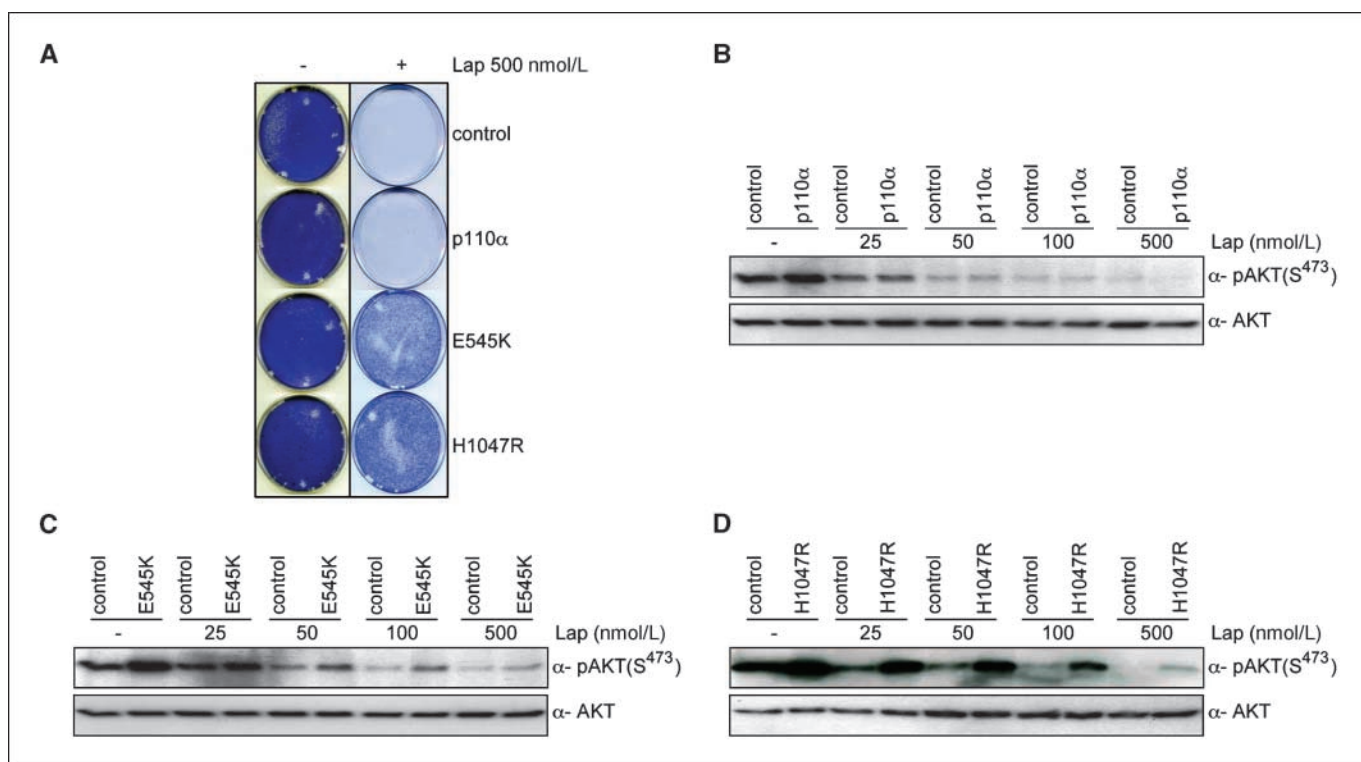 A
- + Lap 500 nmol/L
control
p110α
E545K
H1047R
B
control p110α control p110α control p110α control p110α control p110α
- 25 50 100 500 Lap (nmol/L)
α- pAKT(S473)
α- AKT
C
control E545K control E545K control E545K control E545K control E545K
- 25 50 100 500 Lap (nmol/L)
α- pAKT(S473)
α- AKT
D
control H1047R control H1047R control H1047R control H1047R control H1047R
- 25 50 100 500 Lap (nmol/L)
α- pAKT(S473)
α- AKT